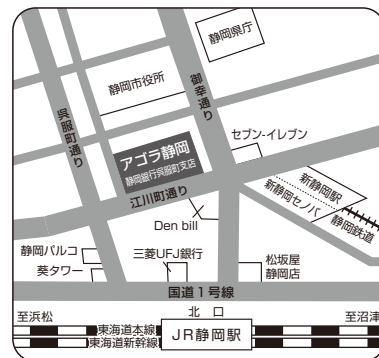 静岡県庁
静岡市役所
御幸通り
呉服町通り
セブン-イレブン
アゴラ静岡
静岡銀行呉服町支店
江川町通り
新静岡駅
新静岡セノバ
静岡鉄道
Den bill
静岡パルコ
葵タワー
三菱UFJ銀行
松坂屋
静岡店
国道1号線
至浜松
北 口
至沼津
東海道本線
東海道新幹線
JR静岡駅